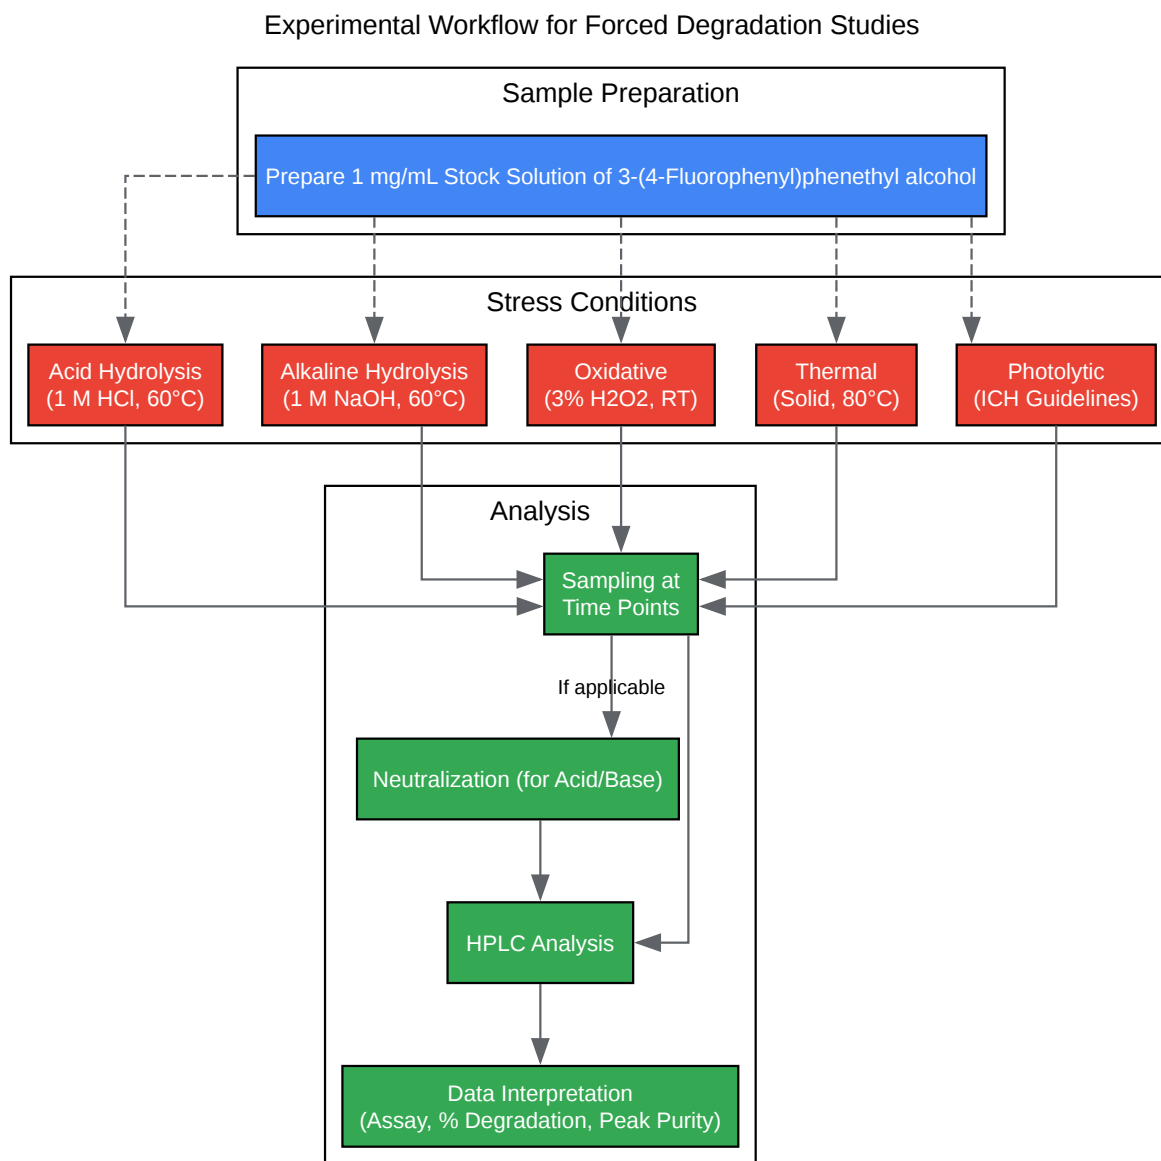 Experimental Workflow for Forced Degradation Studies
Sample Preparation
Prepare 1 mg/mL Stock Solution of 3-(4-Fluorophenyl)phenethyl alcohol
Stress Conditions
Acid Hydrolysis
(1 M HCl, 60°C)
Alkaline Hydrolysis
(1 M NaOH, 60°C)
Oxidative
(3% H2O2, RT)
Thermal
(Solid, 80°C)
Photolytic
(ICH Guidelines)
Analysis
Sampling at
Time Points
If applicable
Neutralization (for Acid/Base)
HPLC Analysis
Data Interpretation
(Assay, % Degradation, Peak Purity)